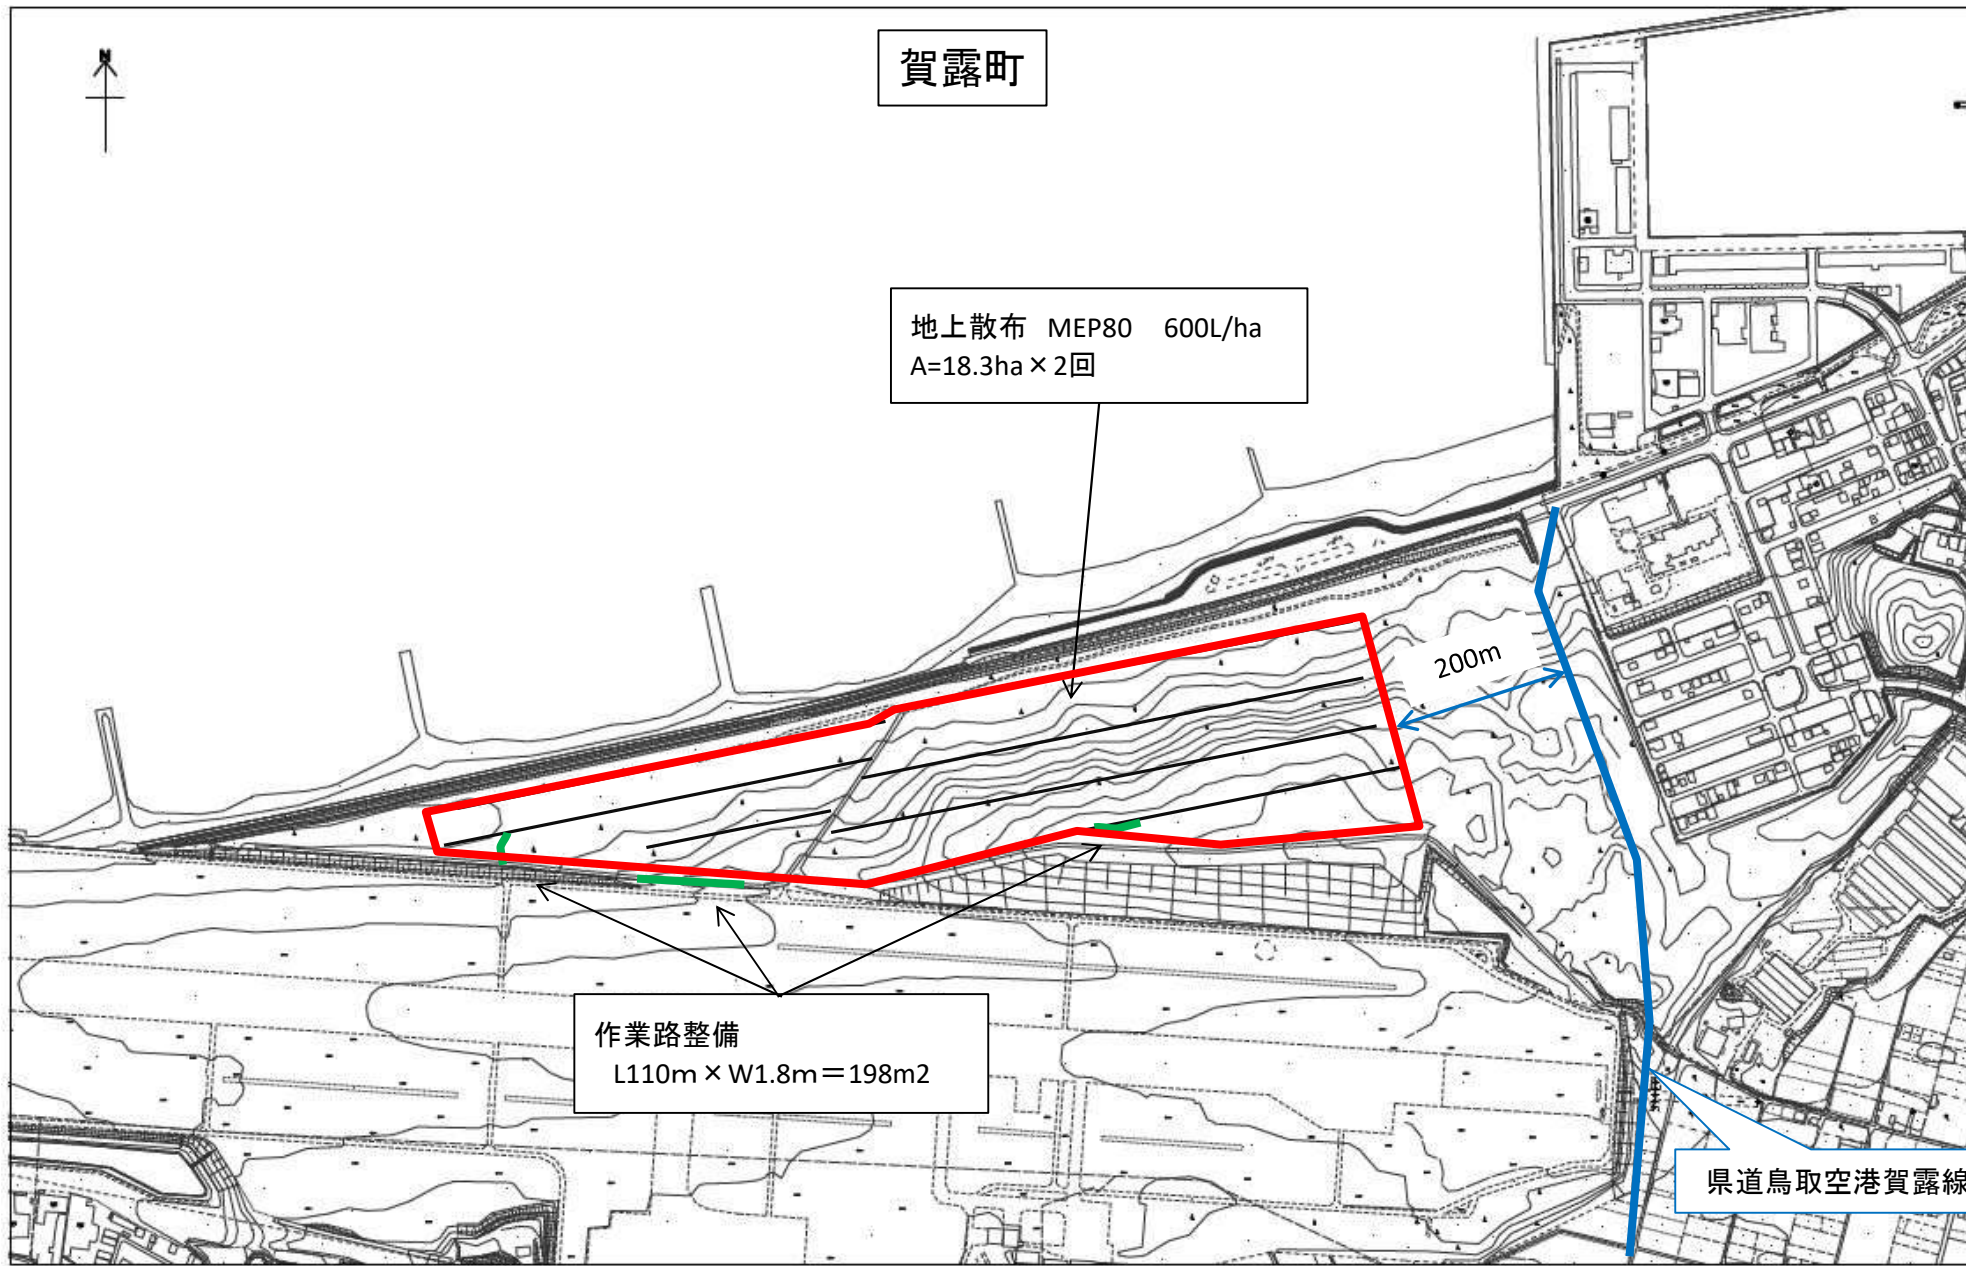 賀露町
N
地上散布 MEP80 600L/ha
A=18.3ha×2回
200m
作業路整備
L110m×W1.8m＝198m2
県道鳥取空港賀露線